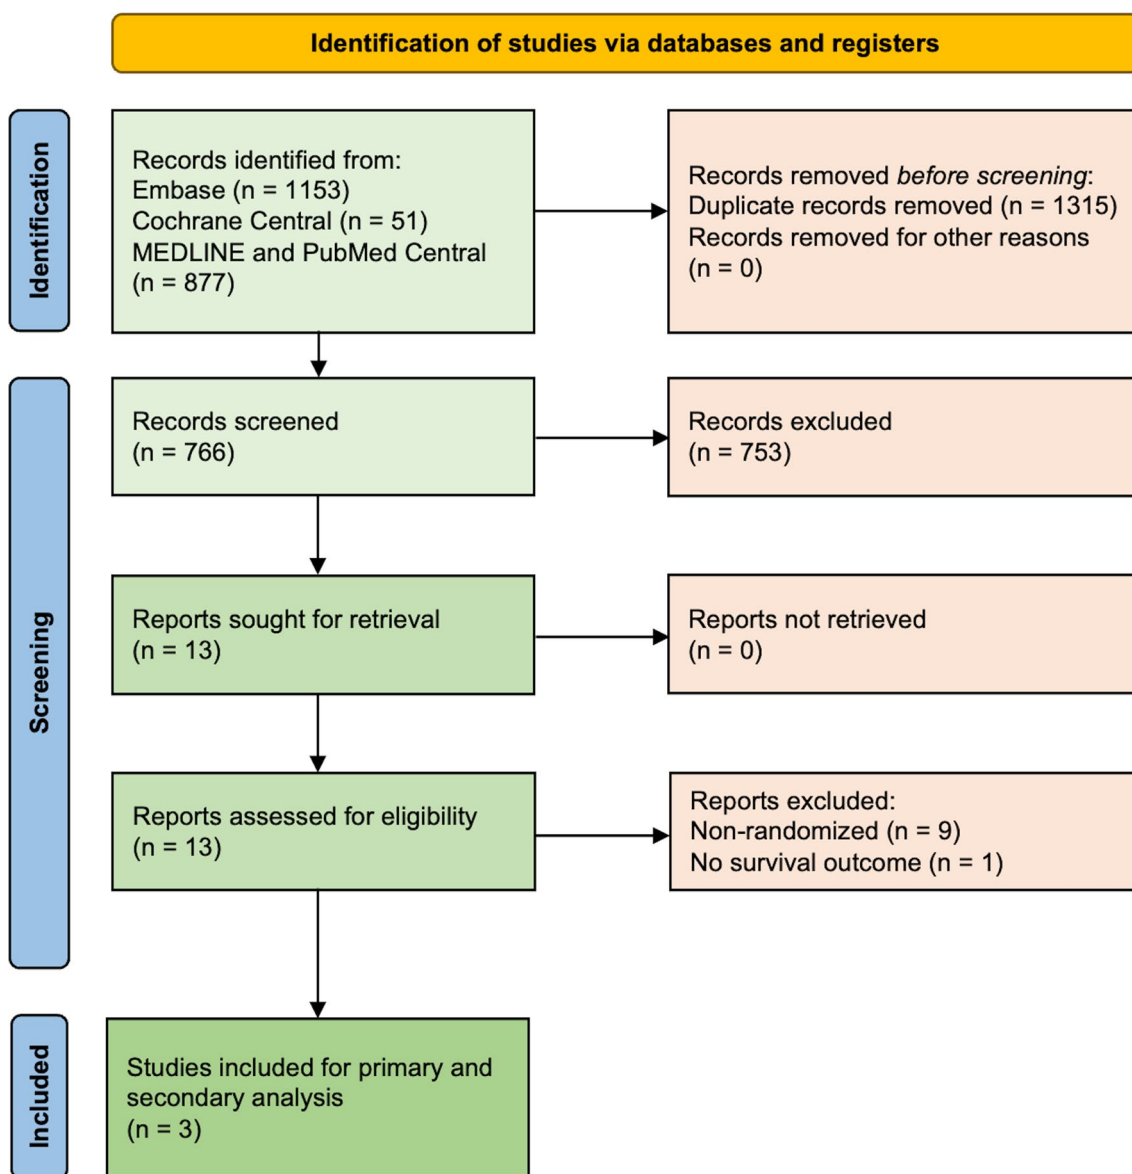 Identification of studies via databases and registers
Identification
Records identified from:
Embase (n = 1153)
Cochrane Central (n = 51)
MEDLINE and PubMed Central
(n = 877)
Records removed before screening:
Duplicate records removed (n = 1315)
Records removed for other reasons
(n = 0)
Screening
Records screened
(n = 766)
Records excluded
(n = 753)
Reports sought for retrieval
(n = 13)
Reports not retrieved
(n = 0)
Reports assessed for eligibility
(n = 13)
Reports excluded:
Non-randomized (n = 9)
No survival outcome (n = 1)
Included
Studies included for primary and
secondary analysis
(n = 3)